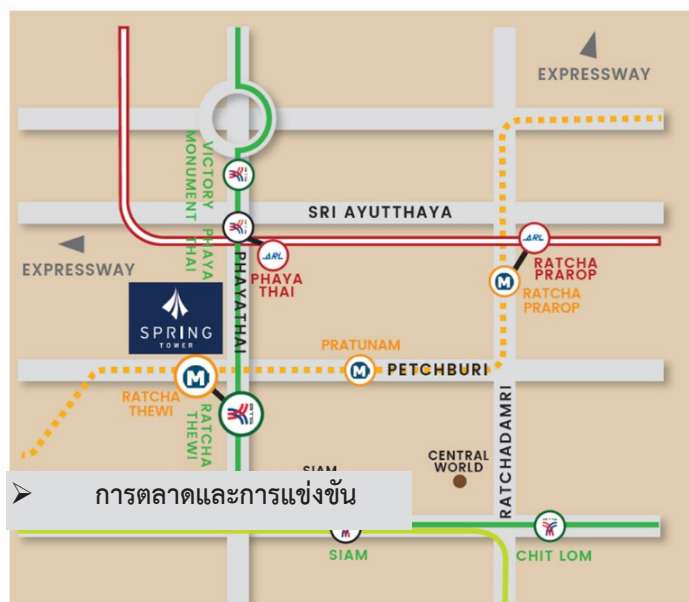 EXPRESSWAY
VICTORY
MONUMENT
SRI AYUTTHAYA
ARL
ARL
EXPRESSWAY
PHAYA
THAI
PHAYATHAI
PHAYA
THAI
RATCHA
PRAROP
M
RATCHA
PRAROP
SPRING
TOWER
PRATUNAM
M
M
PETCHBURI
RATCHA
THEWI
RATCHA
THEWI
RATCHADAMRI
CENTRAL
WORLD
SIAM
➢ การตลาดและการแข่งขัน
SIAM
CHIT LOM